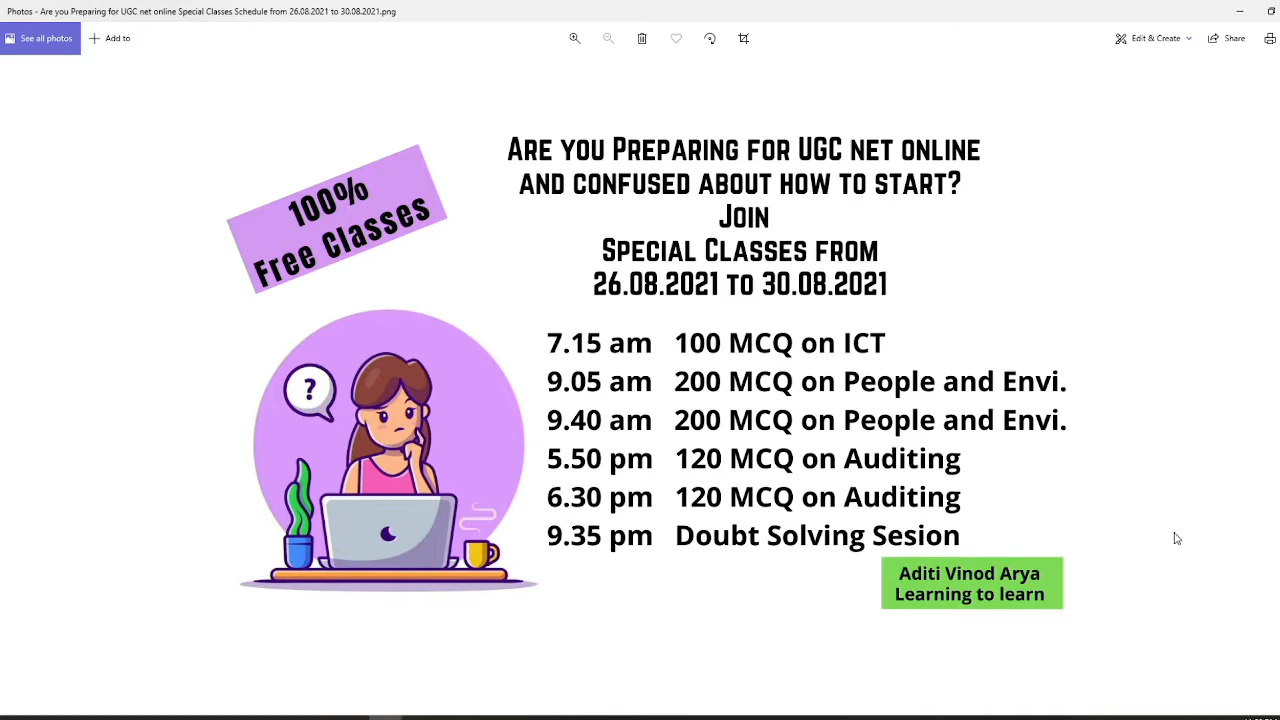 Photos - Are you Preparing for UGC net online Special Classes Schedule from 26.08.2021 to 30.08.2021.png
See all photos
Add to
Edit & Create
Share
100%
Free Classes
Are you Preparing for UGC net online
and confused about how to start?
Join
Special Classes from
26.08.2021 to 30.08.2021
?
7.15 am 100 MCQ on ICT
9.05 am 200 MCQ on People and Envi.
9.40 am 200 MCQ on People and Envi.
5.50 pm 120 MCQ on Auditing
6.30 pm 120 MCQ on Auditing
9.35 pm Doubt Solving Sesion
Aditi Vinod Arya
Learning to learn